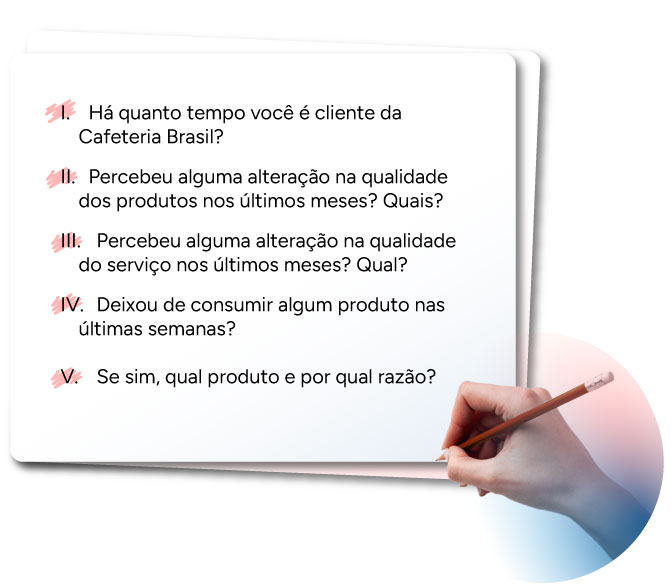 I. Há quanto tempo você é cliente da
Cafeteria Brasil?
II. Percebeu alguma alteração na qualidade
dos produtos nos últimos meses? Quais?
III. Percebeu alguma alteração na qualidade
do serviço nos últimos meses? Qual?
IV. Deixou de consumir algum produto nas
últimas semanas?
V. Se sim, qual produto e por qual razão?